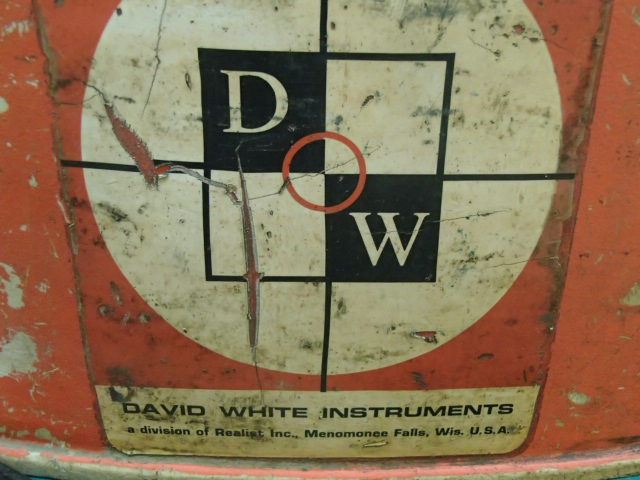 D
W
DAVID WHITE INSTRUMENTS
a division of Realist Inc., Menomonee Falls, Wis. U.S.A.